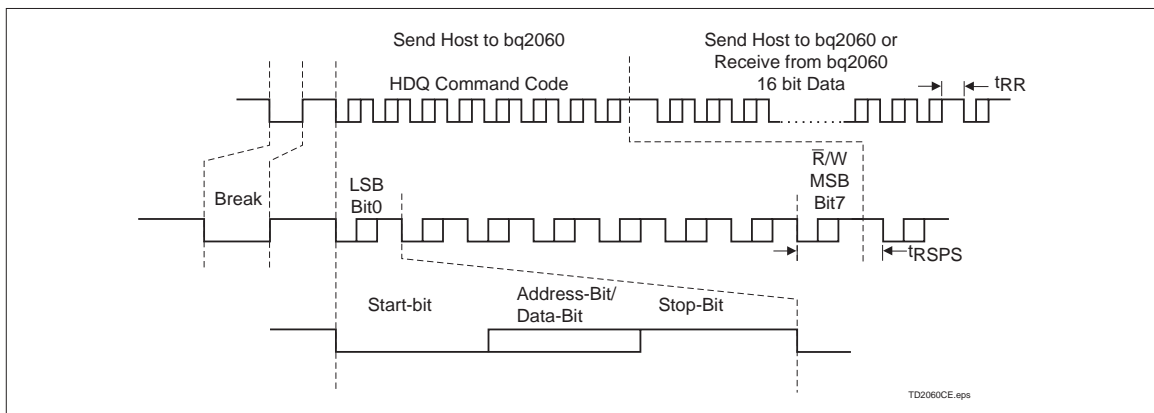 Send Host to bq2060
Send Host to bq2060 or
Receive from bq2060
16 bit Data
HDQ Command Code
tRR
R̅/W
MSB
Bit7
LSB
Bit0
Break
tRSPS
Start-bit
Address-Bit/
Data-Bit
Stop-Bit
TD2060CE.eps